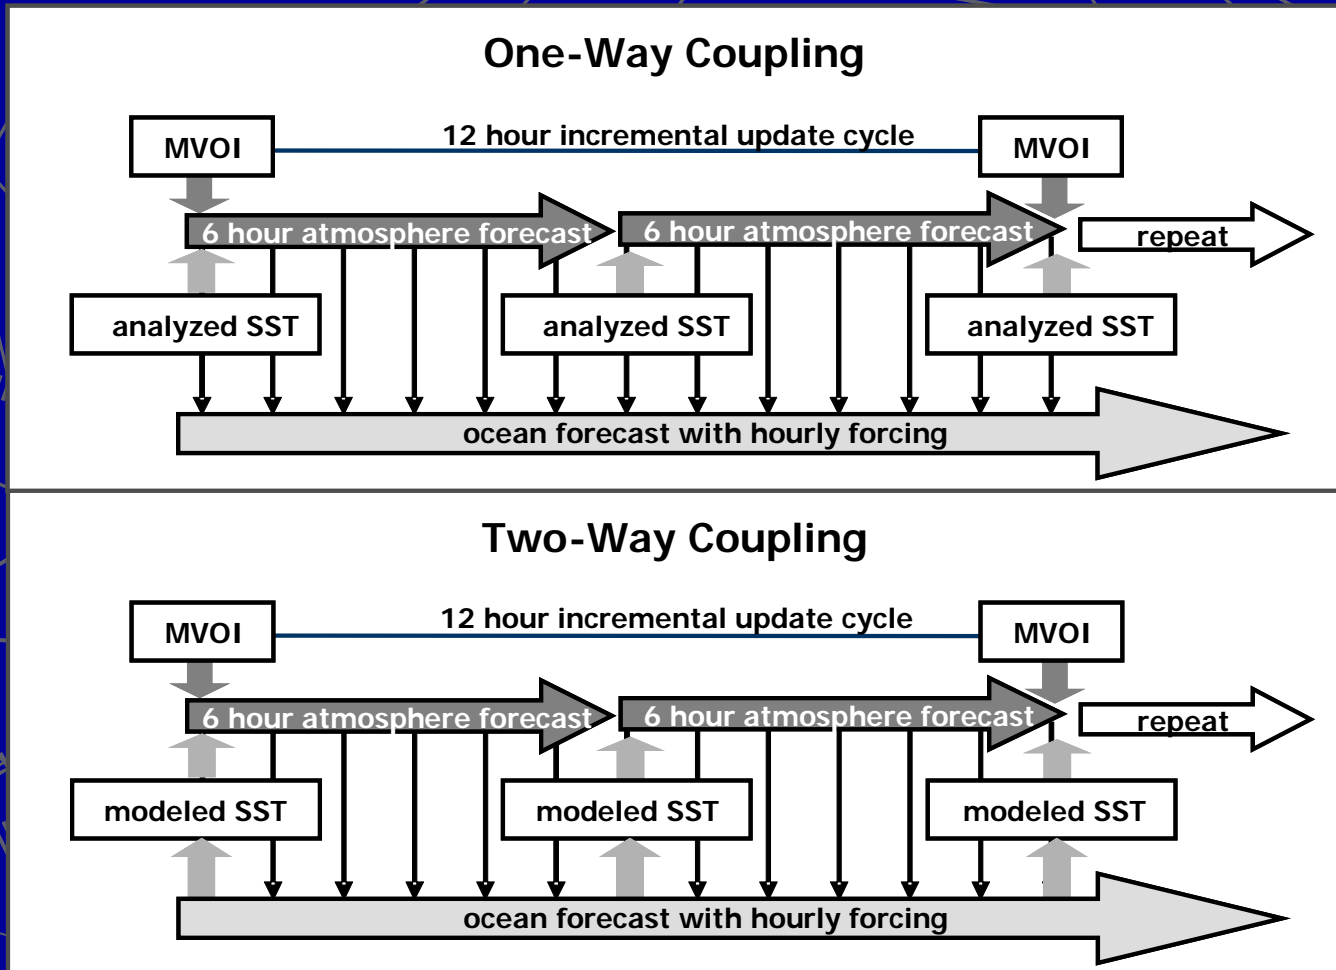 One-Way Coupling
MVOI
12 hour incremental update cycle
MVOI
6 hour atmosphere forecast
6 hour atmosphere forecast
repeat
analyzed SST
analyzed SST
analyzed SST
ocean forecast with hourly forcing
Two-Way Coupling
MVOI
12 hour incremental update cycle
MVOI
6 hour atmosphere forecast
6 hour atmosphere forecast
repeat
modeled SST
modeled SST
modeled SST
ocean forecast with hourly forcing